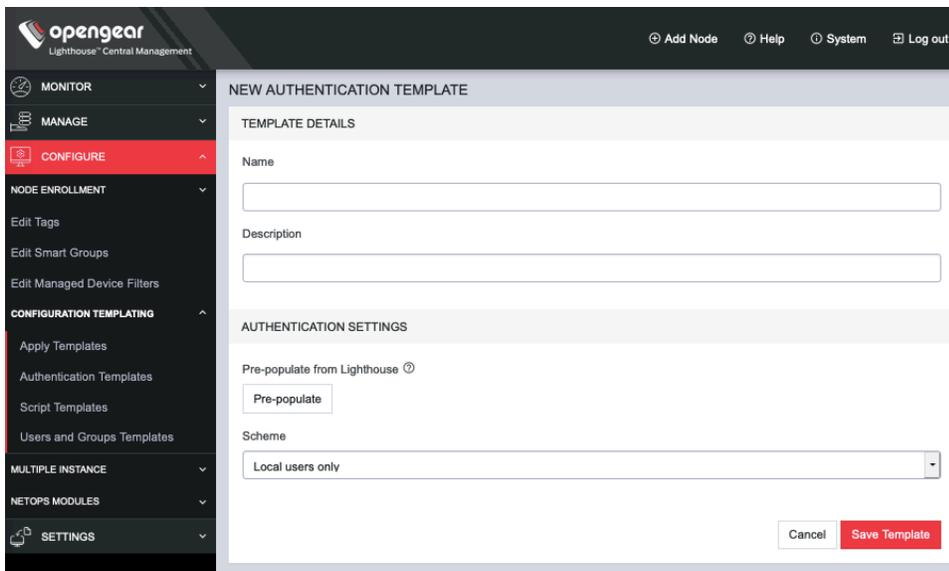 opengear
Lighthouse™ Central Management
Add Node
Help
System
Log out
MONITOR
MANAGE
CONFIGURE
NODE ENROLLMENT
Edit Tags
Edit Smart Groups
Edit Managed Device Filters
CONFIGURATION TEMPLATING
Apply Templates
Authentication Templates
Script Templates
Users and Groups Templates
MULTIPLE INSTANCE
NETOPS MODULES
SETTINGS
NEW AUTHENTICATION TEMPLATE
TEMPLATE DETAILS
Name
Description
AUTHENTICATION SETTINGS
Pre-populate from Lighthouse
Pre-populate
Scheme
Local users only
Cancel
Save Template